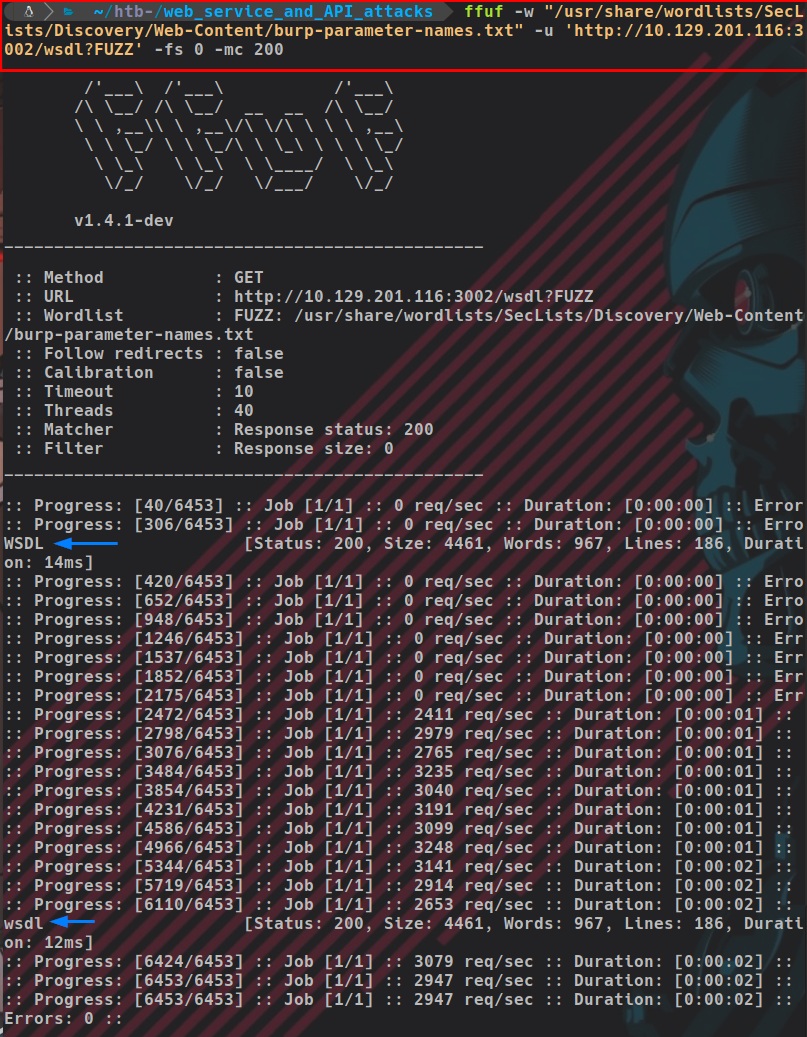 ~/htb-/web_service_and_API_attacks ffuf -w "/usr/share/wordlists/SecL
ists/Discovery/Web-Content/burp-parameter-names.txt" -u 'http://10.129.201.116:3
002/wsdl?FUZZ' -fs 0 -mc 200
        /'___\  /'___\           /'___\
       /\ \__/ /\ \__/  __  __  /\ \__/
       \ \ ,__\\ \ ,__\/\ \/\ \ \ \ ,__\
        \ \ \_/ \ \ \_/\ \ \_\ \ \ \ \_/
         \ \_\   \ \_\  \ \____/  \ \_\
          \/_/    \/_/   \/___/    \/_/
v1.4.1-dev
________________________________________________
:: Method           : GET
:: URL              : http://10.129.201.116:3002/wsdl?FUZZ
:: Wordlist         : FUZZ: /usr/share/wordlists/SecLists/Discovery/Web-Content
/burp-parameter-names.txt
:: Follow redirects : false
:: Calibration      : false
:: Timeout          : 10
:: Threads          : 40
:: Matcher          : Response status: 200
:: Filter           : Response size: 0
________________________________________________
:: Progress: [40/6453] :: Job [1/1] :: 0 req/sec :: Duration: [0:00:00] :: Error
:: Progress: [306/6453] :: Job [1/1] :: 0 req/sec :: Duration: [0:00:00] :: Erro
WSDL                    [Status: 200, Size: 4461, Words: 967, Lines: 186, Durati
on: 14ms]
:: Progress: [420/6453] :: Job [1/1] :: 0 req/sec :: Duration: [0:00:00] :: Erro
:: Progress: [652/6453] :: Job [1/1] :: 0 req/sec :: Duration: [0:00:00] :: Erro
:: Progress: [948/6453] :: Job [1/1] :: 0 req/sec :: Duration: [0:00:00] :: Erro
:: Progress: [1246/6453] :: Job [1/1] :: 0 req/sec :: Duration: [0:00:00] :: Err
:: Progress: [1537/6453] :: Job [1/1] :: 0 req/sec :: Duration: [0:00:00] :: Err
:: Progress: [1852/6453] :: Job [1/1] :: 0 req/sec :: Duration: [0:00:00] :: Err
:: Progress: [2175/6453] :: Job [1/1] :: 0 req/sec :: Duration: [0:00:00] :: Err
:: Progress: [2472/6453] :: Job [1/1] :: 2411 req/sec :: Duration: [0:00:01] ::
:: Progress: [2798/6453] :: Job [1/1] :: 2979 req/sec :: Duration: [0:00:01] ::
:: Progress: [3076/6453] :: Job [1/1] :: 2765 req/sec :: Duration: [0:00:01] ::
:: Progress: [3484/6453] :: Job [1/1] :: 3235 req/sec :: Duration: [0:00:01] ::
:: Progress: [3854/6453] :: Job [1/1] :: 3040 req/sec :: Duration: [0:00:01] ::
:: Progress: [4231/6453] :: Job [1/1] :: 3191 req/sec :: Duration: [0:00:01] ::
:: Progress: [4586/6453] :: Job [1/1] :: 3099 req/sec :: Duration: [0:00:01] ::
:: Progress: [4966/6453] :: Job [1/1] :: 3248 req/sec :: Duration: [0:00:01] ::
:: Progress: [5344/6453] :: Job [1/1] :: 3141 req/sec :: Duration: [0:00:02] ::
:: Progress: [5719/6453] :: Job [1/1] :: 2914 req/sec :: Duration: [0:00:02] ::
:: Progress: [6110/6453] :: Job [1/1] :: 2653 req/sec :: Duration: [0:00:02] ::
wsdl                    [Status: 200, Size: 4461, Words: 967, Lines: 186, Durati
on: 12ms]
:: Progress: [6424/6453] :: Job [1/1] :: 3079 req/sec :: Duration: [0:00:02] ::
:: Progress: [6453/6453] :: Job [1/1] :: 2947 req/sec :: Duration: [0:00:02] ::
:: Progress: [6453/6453] :: Job [1/1] :: 2947 req/sec :: Duration: [0:00:02] ::
Errors: 0 ::